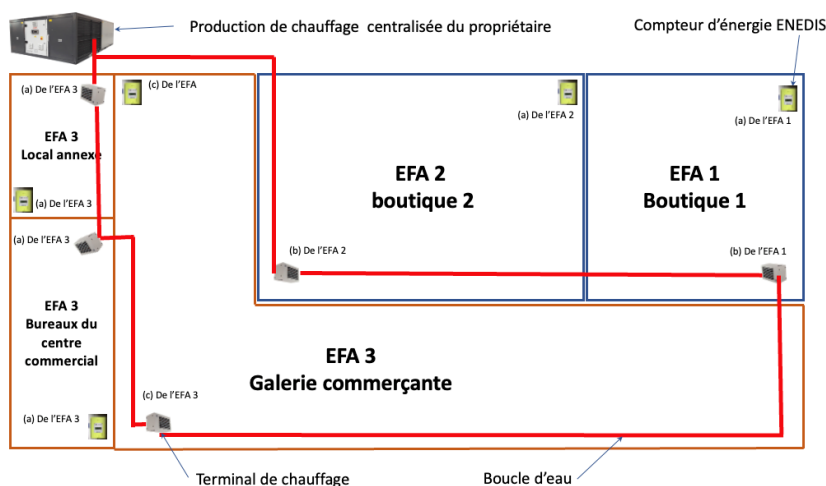 Production de chauffage centralisée du propriétaire
Compteur d'énergie ENEDIS
(a) De l'EFA 3
(c) De l'EFA
(a) De l'EFA 2
(a) De l'EFA 1
EFA 3
Local annexe
EFA 2
boutique 2
EFA 1
Boutique 1
(a) De l'EFA 3
(a) De l'EFA 3
(b) De l'EFA 2
(b) De l'EFA 1
EFA 3
Bureaux du
centre
commercial
EFA 3
Galerie commerçante
(c) De l'EFA 3
(a) De l'EFA 3
Terminal de chauffage
Boucle d'eau